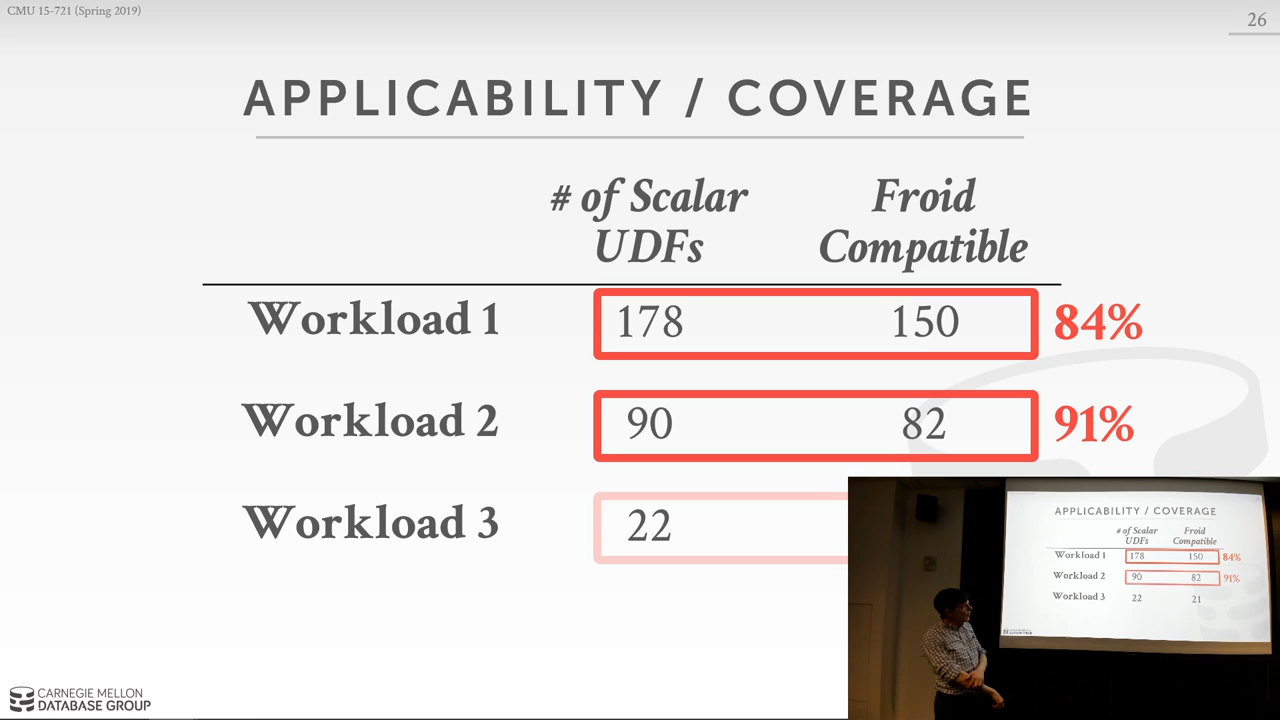 CMU 15-721 (Spring 2019)
26
APPLICABILITY / COVERAGE
# of Scalar UDFs
Froid Compatible
Workload 1 178 150 84%
Workload 2 90 82 91%
Workload 3 22
CARNEGIE MELLON
DATABASE GROUP
APPLICABILITY / COVERAGE
# of Scalar UDFs
Froid Compatible
Workload 1 178 150 84%
Workload 2 90 82 91%
Workload 3 22 21